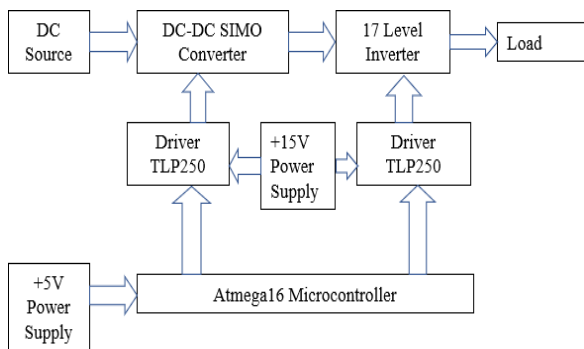 DC
Source
DC-DC SIMO
Converter
17 Level
Inverter
Load
Driver
TLP250
+15V
Power
Supply
Driver
TLP250
+5V
Power
Supply
Atmega16 Microcontroller